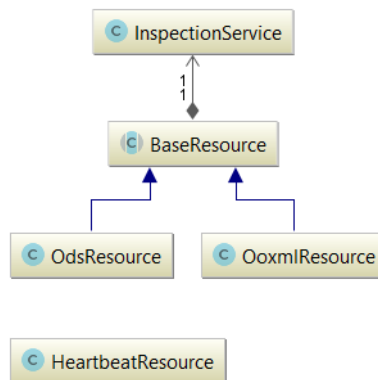 C InspectionService
1
1
C BaseResource
C OdsResource
C OoxmlResource
C HeartbeatResource